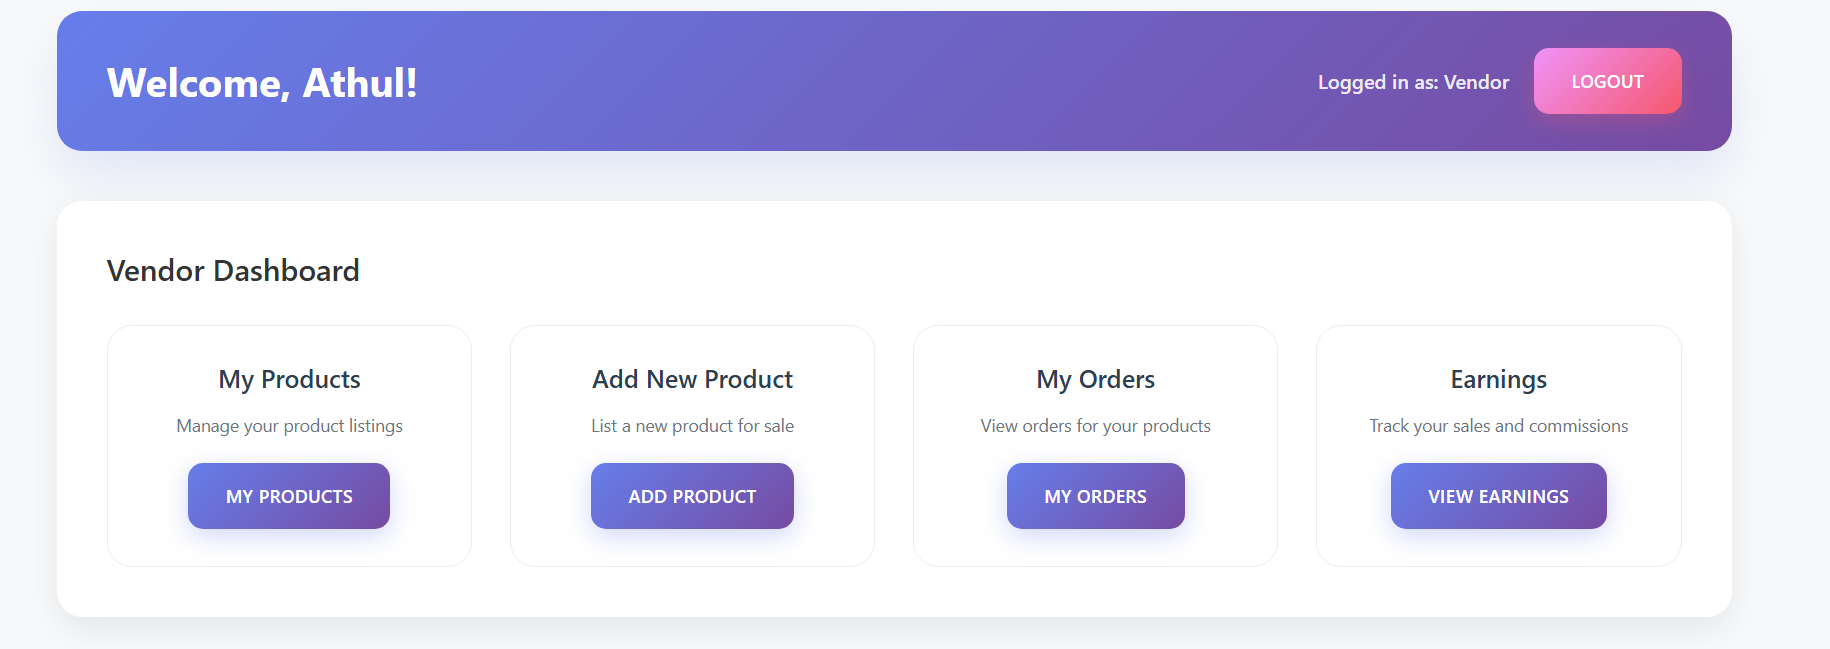 Welcome, Athul!
Logged in as: Vendor
LOGOUT
Vendor Dashboard
My Products
Manage your product listings
MY PRODUCTS
Add New Product
List a new product for sale
ADD PRODUCT
My Orders
View orders for your products
MY ORDERS
Earnings
Track your sales and commissions
VIEW EARNINGS